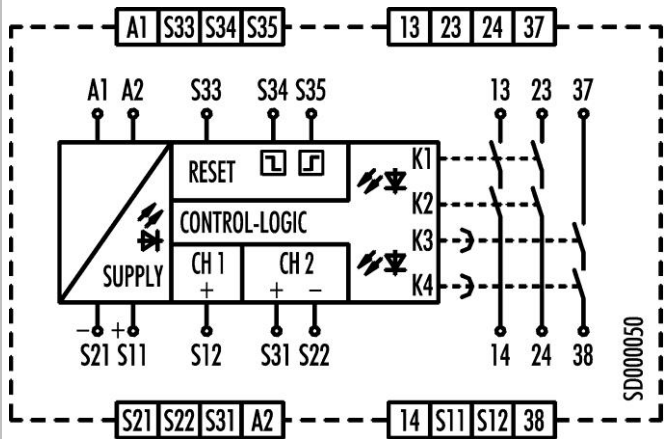 A1 S33 S34 S35 13 23 24 37
A1 A2 S33 S34 S35 13 23 37
RESET K1
K2
CONTROL-LOGIC
K3
SUPPLY CH 1 CH 2
+ + − K4
− + 
S21 S11 S12 S31 S22 14 24 38
SD000050
S21 S22 S31 A2 14 S11 S12 38